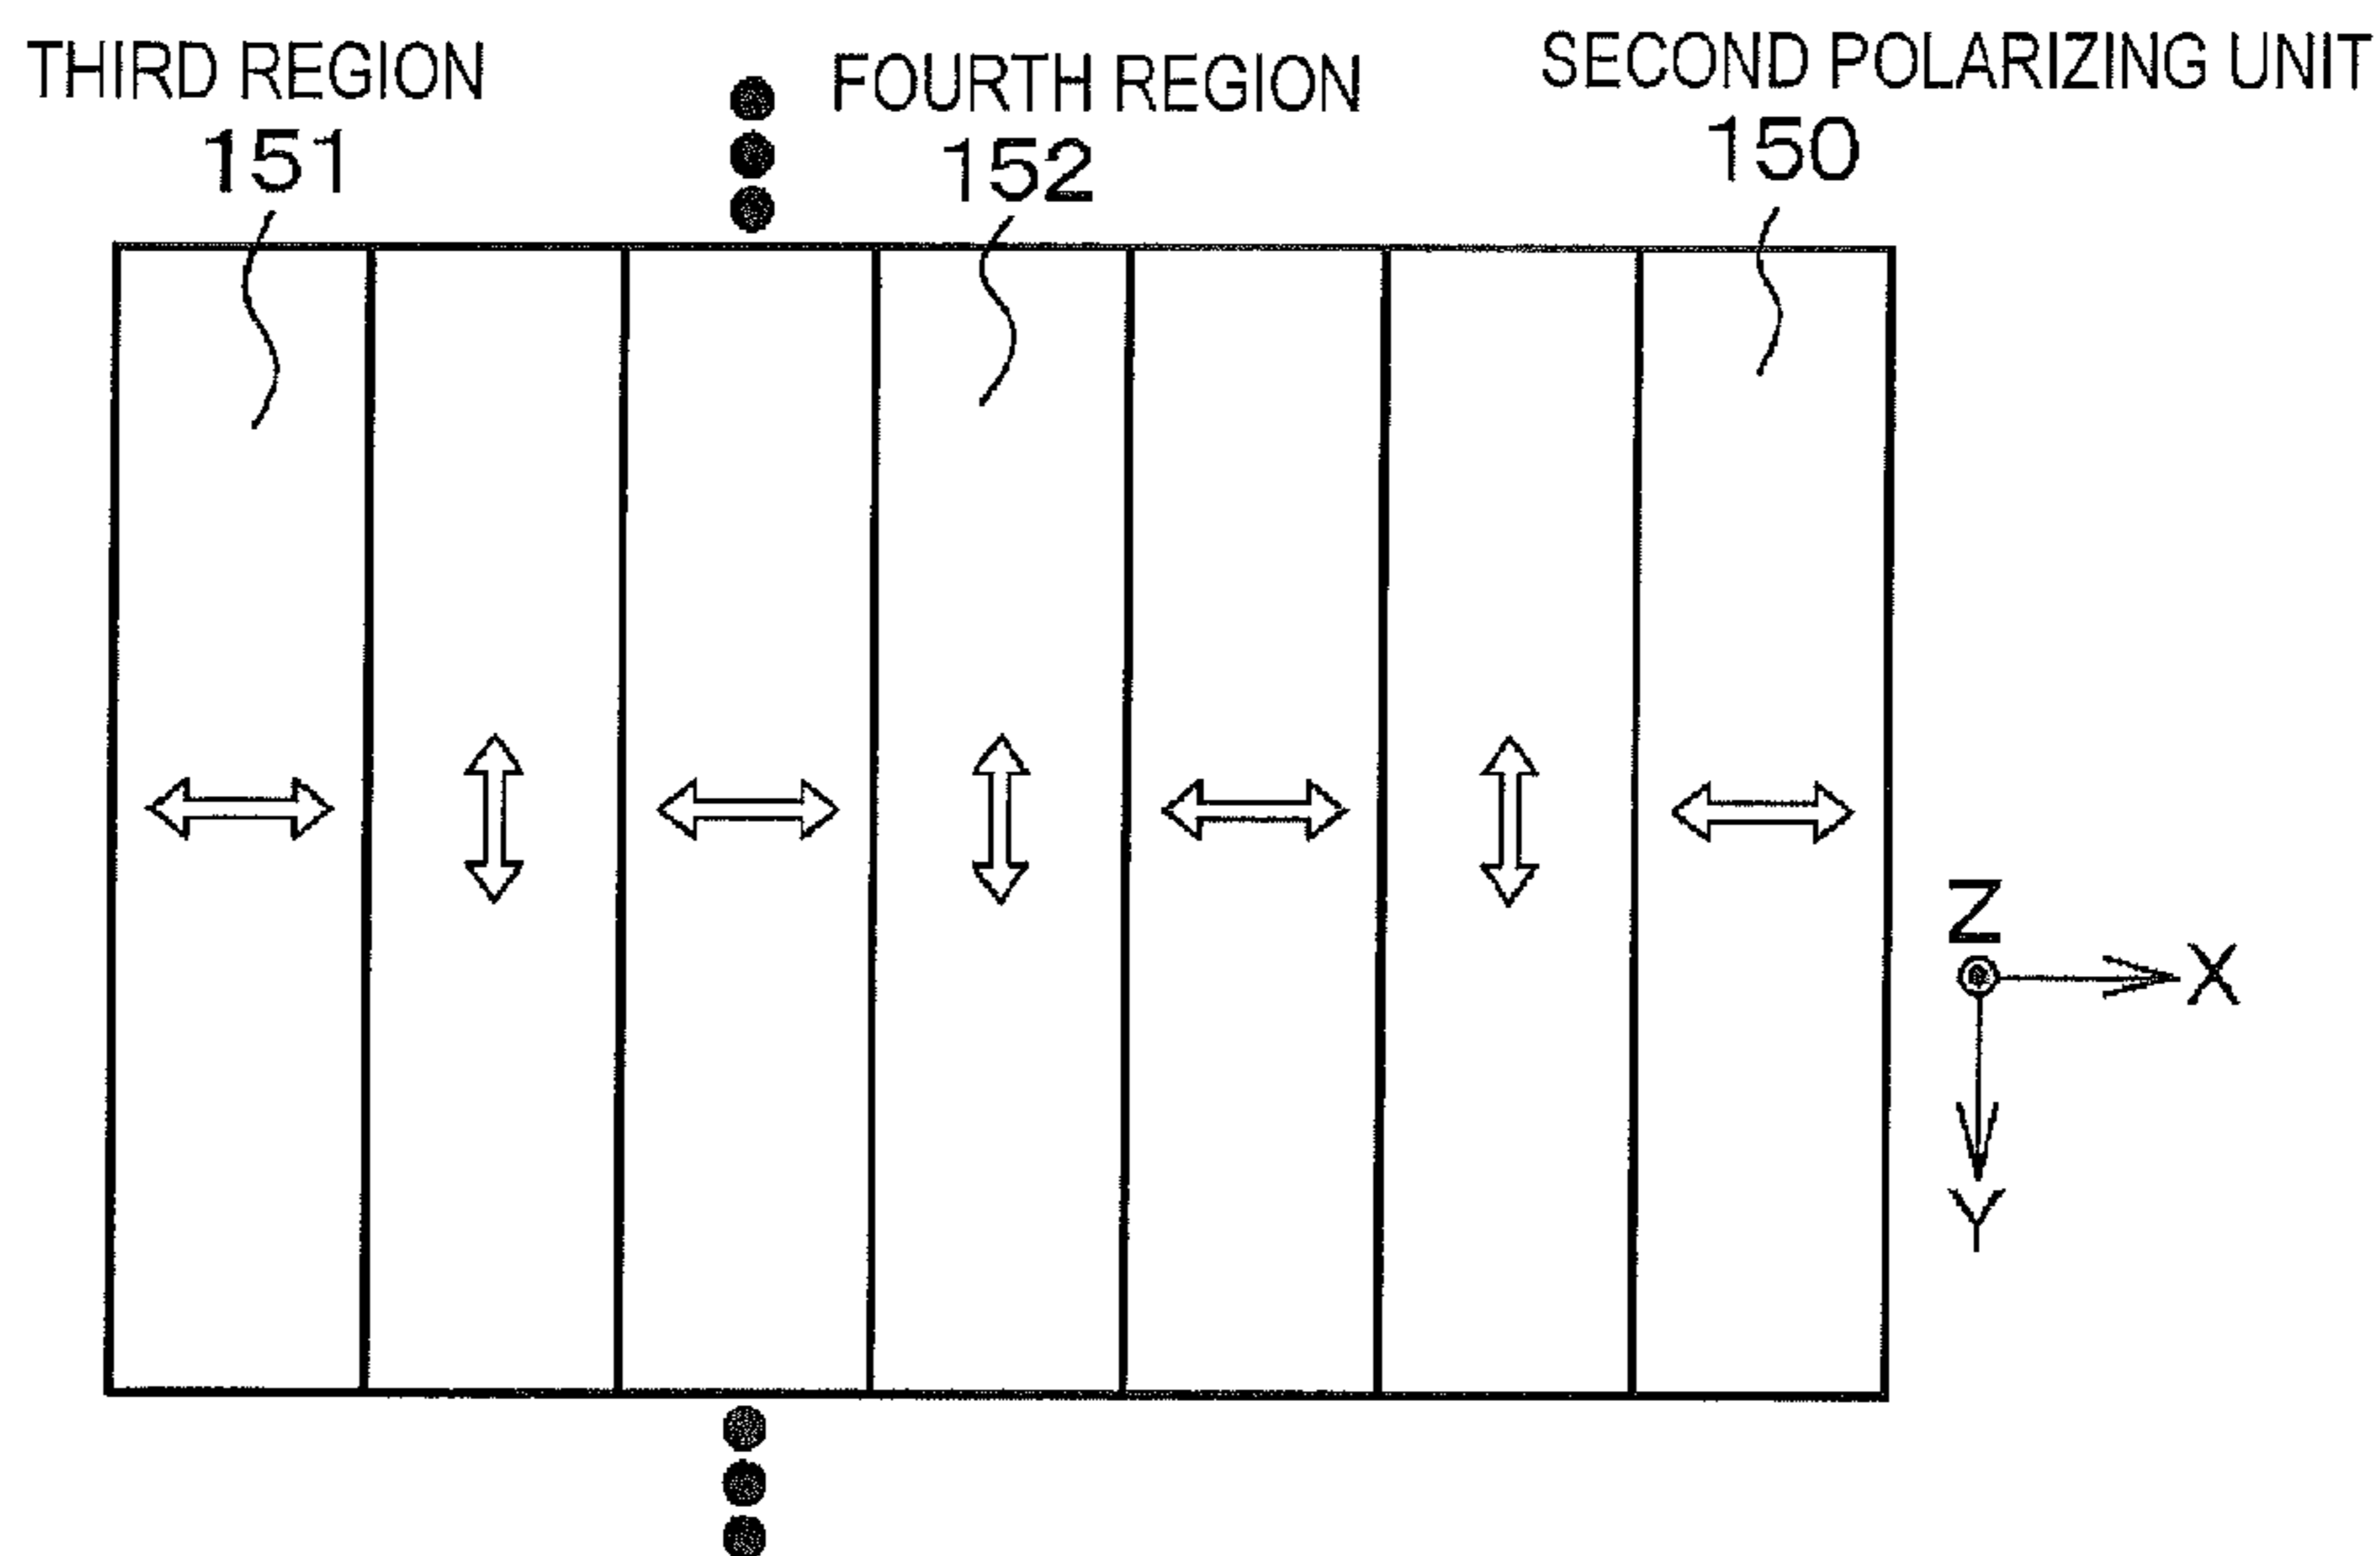 THIRD REGION
151
FOURTH REGION
152
SECOND POLARIZING UNIT
150
Z
X
Y